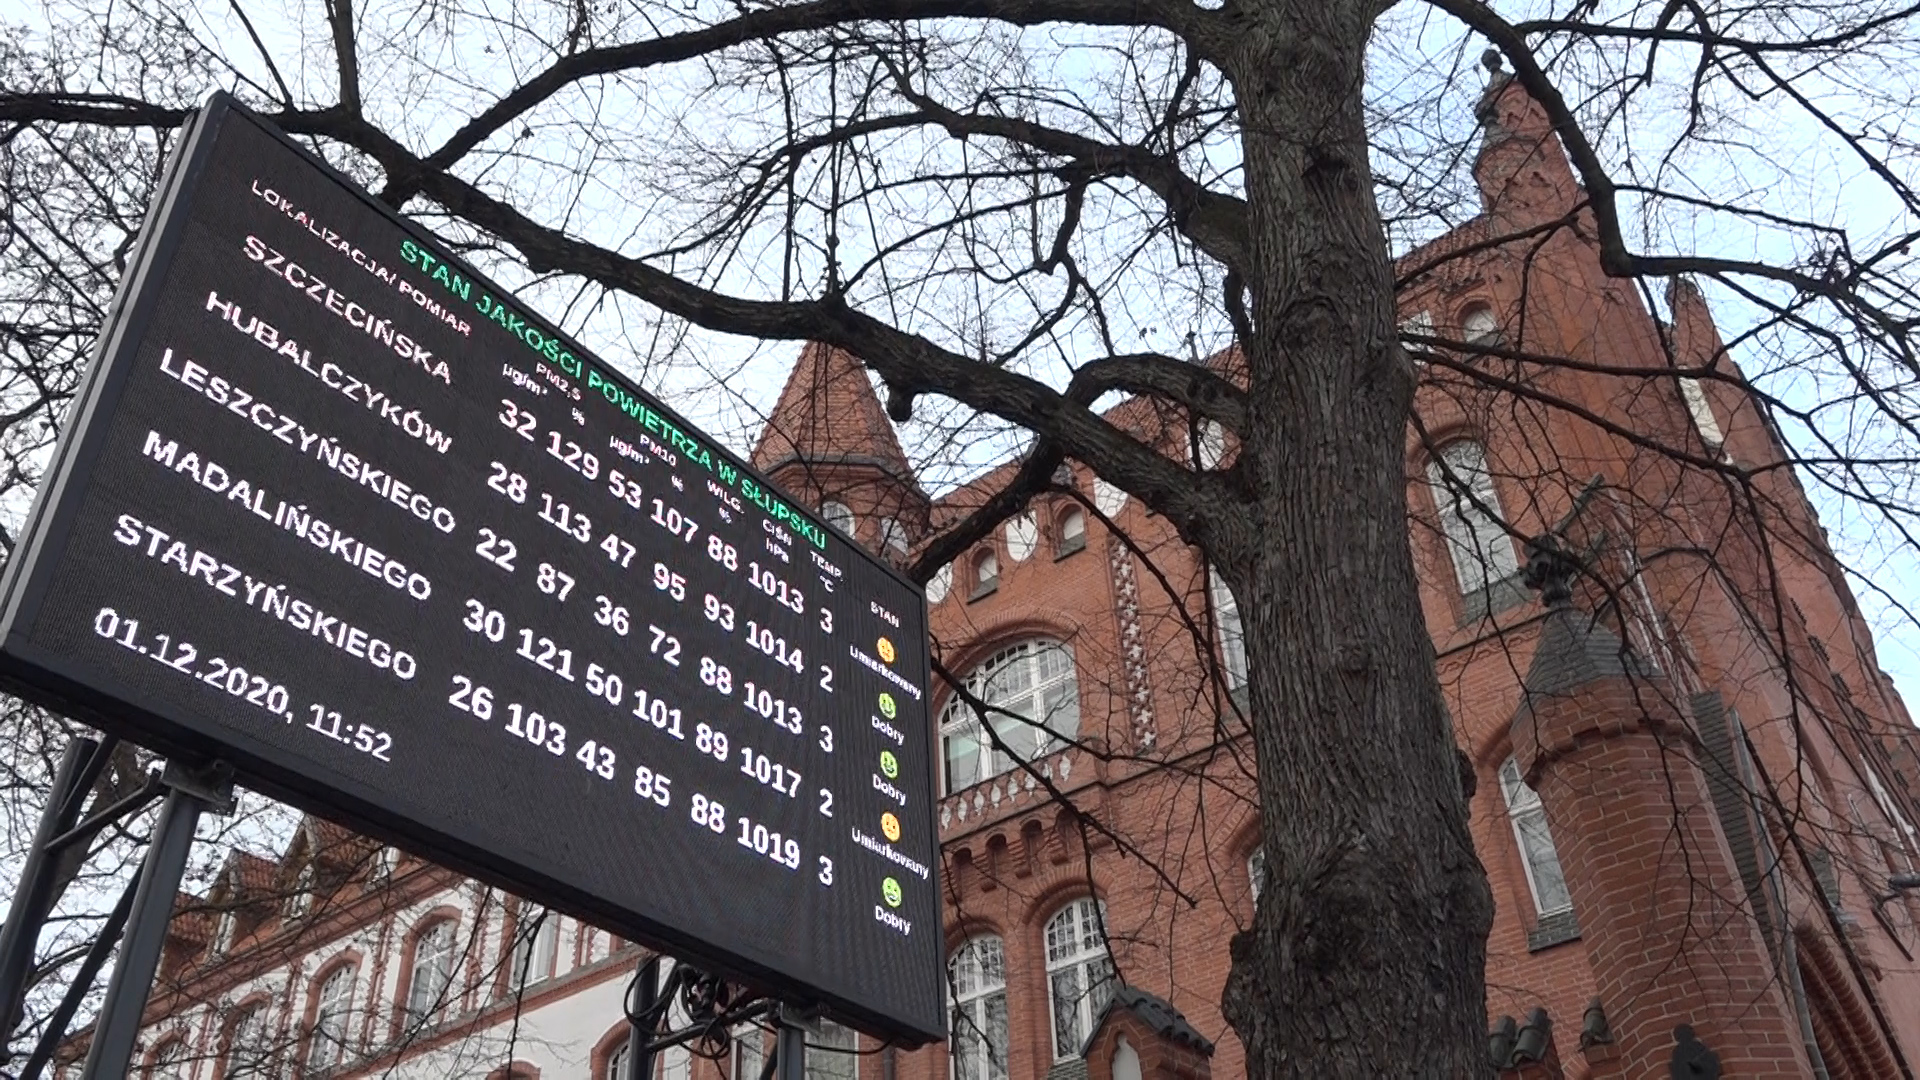 STAN JAKOŚCI POWIETRZA W SŁUPSKU
LOKALIZACJA/ POMIAR PM2,5 PM10 WILG. CIŚN TEMP. STAN
µg/m³ % µg/m³ % % hPa °C
SZCZECIŃSKA 32 129 53 107 88 1013 3 Umiarkowany
HUBALCZYKÓW 28 113 47 95 93 1014 2 Dobry
LESZCZYŃSKIEGO 22 87 36 72 88 1013 3 Dobry
MADALIŃSKIEGO 30 121 50 101 89 1017 2 Umiarkowany
STARZYŃSKIEGO 26 103 43 85 88 1019 3 Dobry
01.12.2020, 11:52